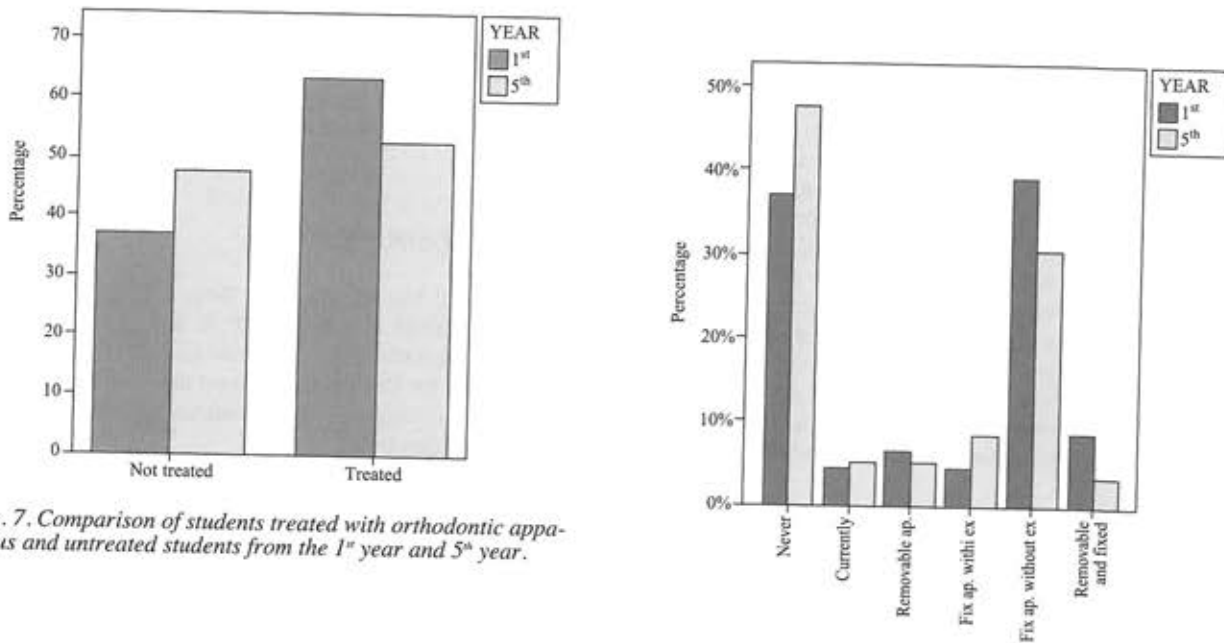 70
60
50
40
30
20
10
0
Percentage
Not treated
Treated
YEAR
1st
5th
. 7. Comparison of students treated with orthodontic appa-
us and untreated students from the 1st year and 5th year.
50%
40%
30%
20%
10%
0%
Percentage
Never
Currently
Removable ap.
Fix ap. withi ex
Fix ap. without ex
Removable
and fixed
YEAR
1st
5th